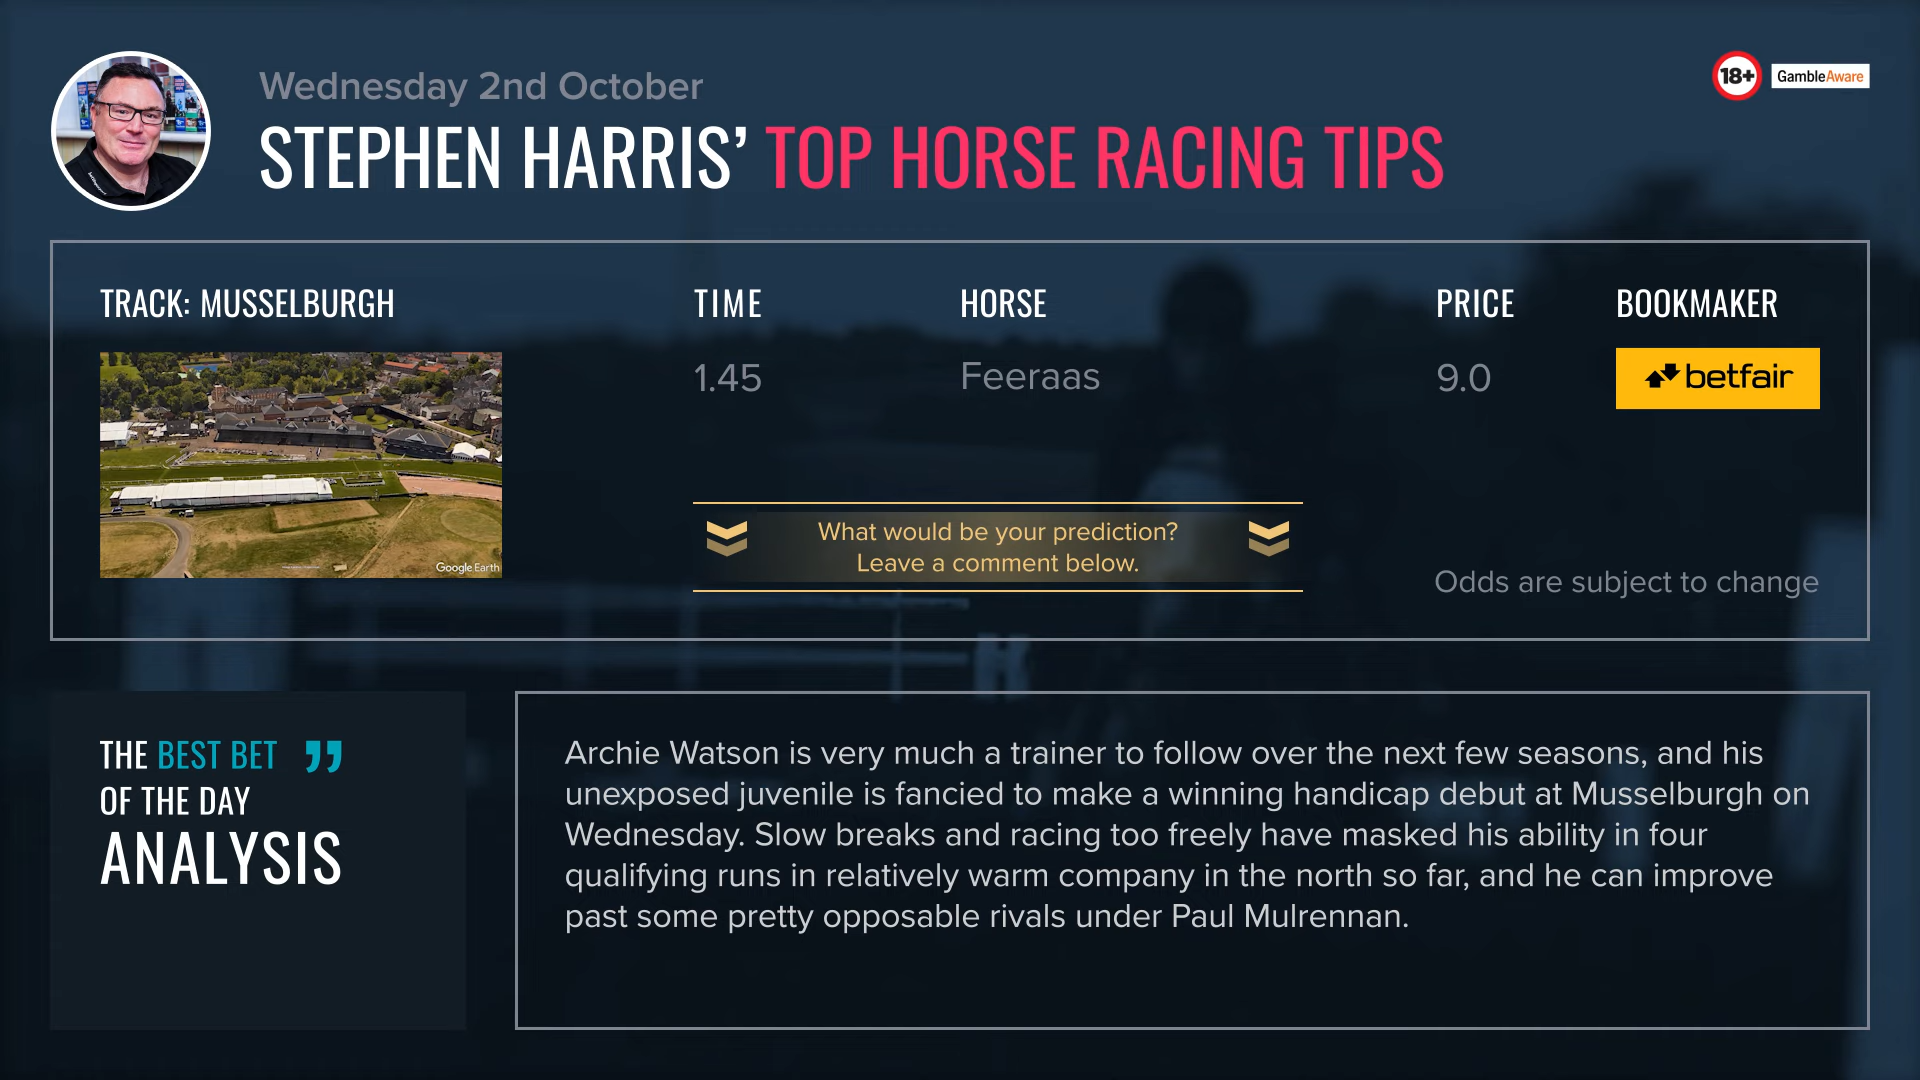 Wednesday 2nd October
STEPHEN HARRIS’ TOP HORSE RACING TIPS
18+ GambleAware
TRACK: MUSSELBURGH
TIME
HORSE
PRICE
BOOKMAKER
1.45
Feeraas
9.0
betfair
Google Earth
What would be your prediction?
Leave a comment below.
Odds are subject to change
THE BEST BET ”
OF THE DAY
ANALYSIS
Archie Watson is very much a trainer to follow over the next few seasons, and his
unexposed juvenile is fancied to make a winning handicap debut at Musselburgh on
Wednesday. Slow breaks and racing too freely have masked his ability in four
qualifying runs in relatively warm company in the north so far, and he can improve
past some pretty opposable rivals under Paul Mulrennan.